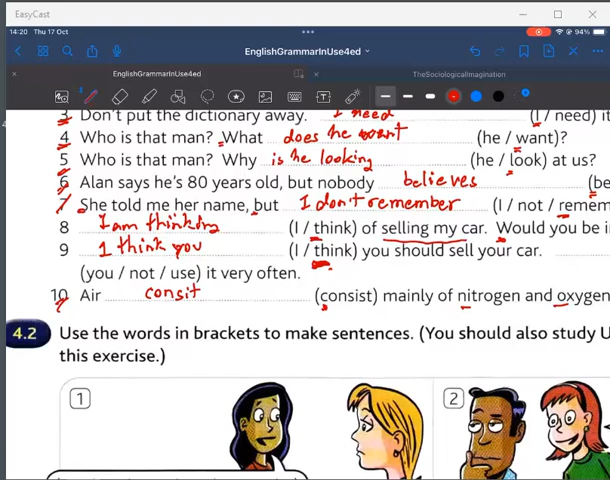 EasyCast
14:20 Thu 17 Oct
94%
EnglishGrammarInUse4ed
EnglishGrammarInUse4ed
TheSociologicalImagination
3 Don't put the dictionary away. I need (I / need) it
4 Who is that man? What does he want (he / want)?
5 Who is that man? Why is he looking (he / look) at us?
6 Alan says he's 80 years old, but nobody believes (be
7 She told me her name, but I don't remember (I / not / remem
8 I am thinking (I / think) of selling my car. Would you be in
9 I think you (I / think) you should sell your car.
(you / not / use) it very often.
10 Air consit (consist) mainly of nitrogen and oxygen
4.2 Use the words in brackets to make sentences. (You should also study U
this exercise.)
1
2